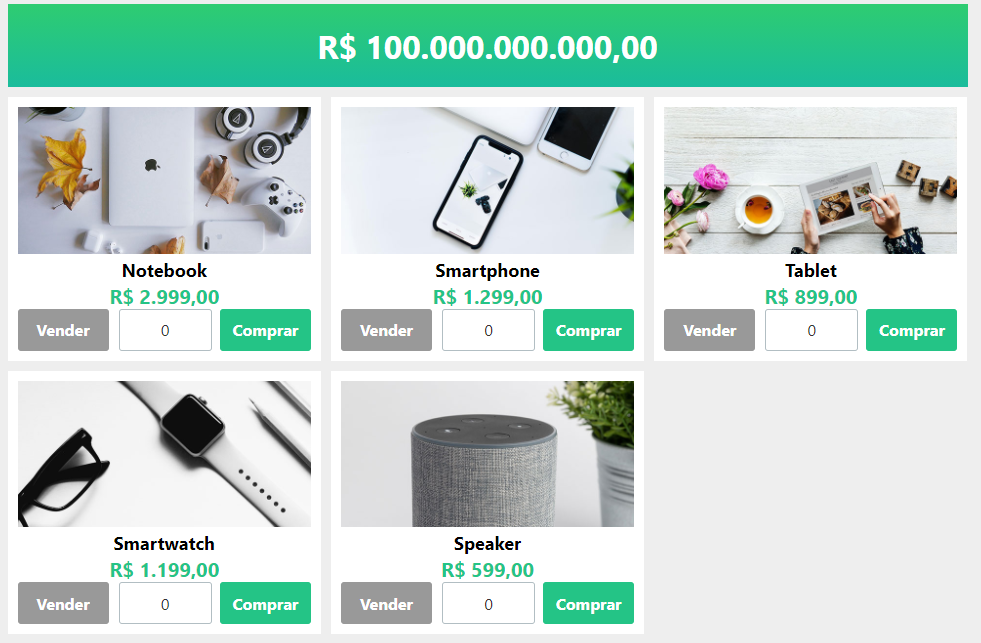 R$ 100.000.000.000,00
Notebook
R$ 2.999,00
Vender 0 Comprar
Smartphone
R$ 1.299,00
Vender 0 Comprar
Tablet
R$ 899,00
Vender 0 Comprar
Smartwatch
R$ 1.199,00
Vender 0 Comprar
Speaker
R$ 599,00
Vender 0 Comprar